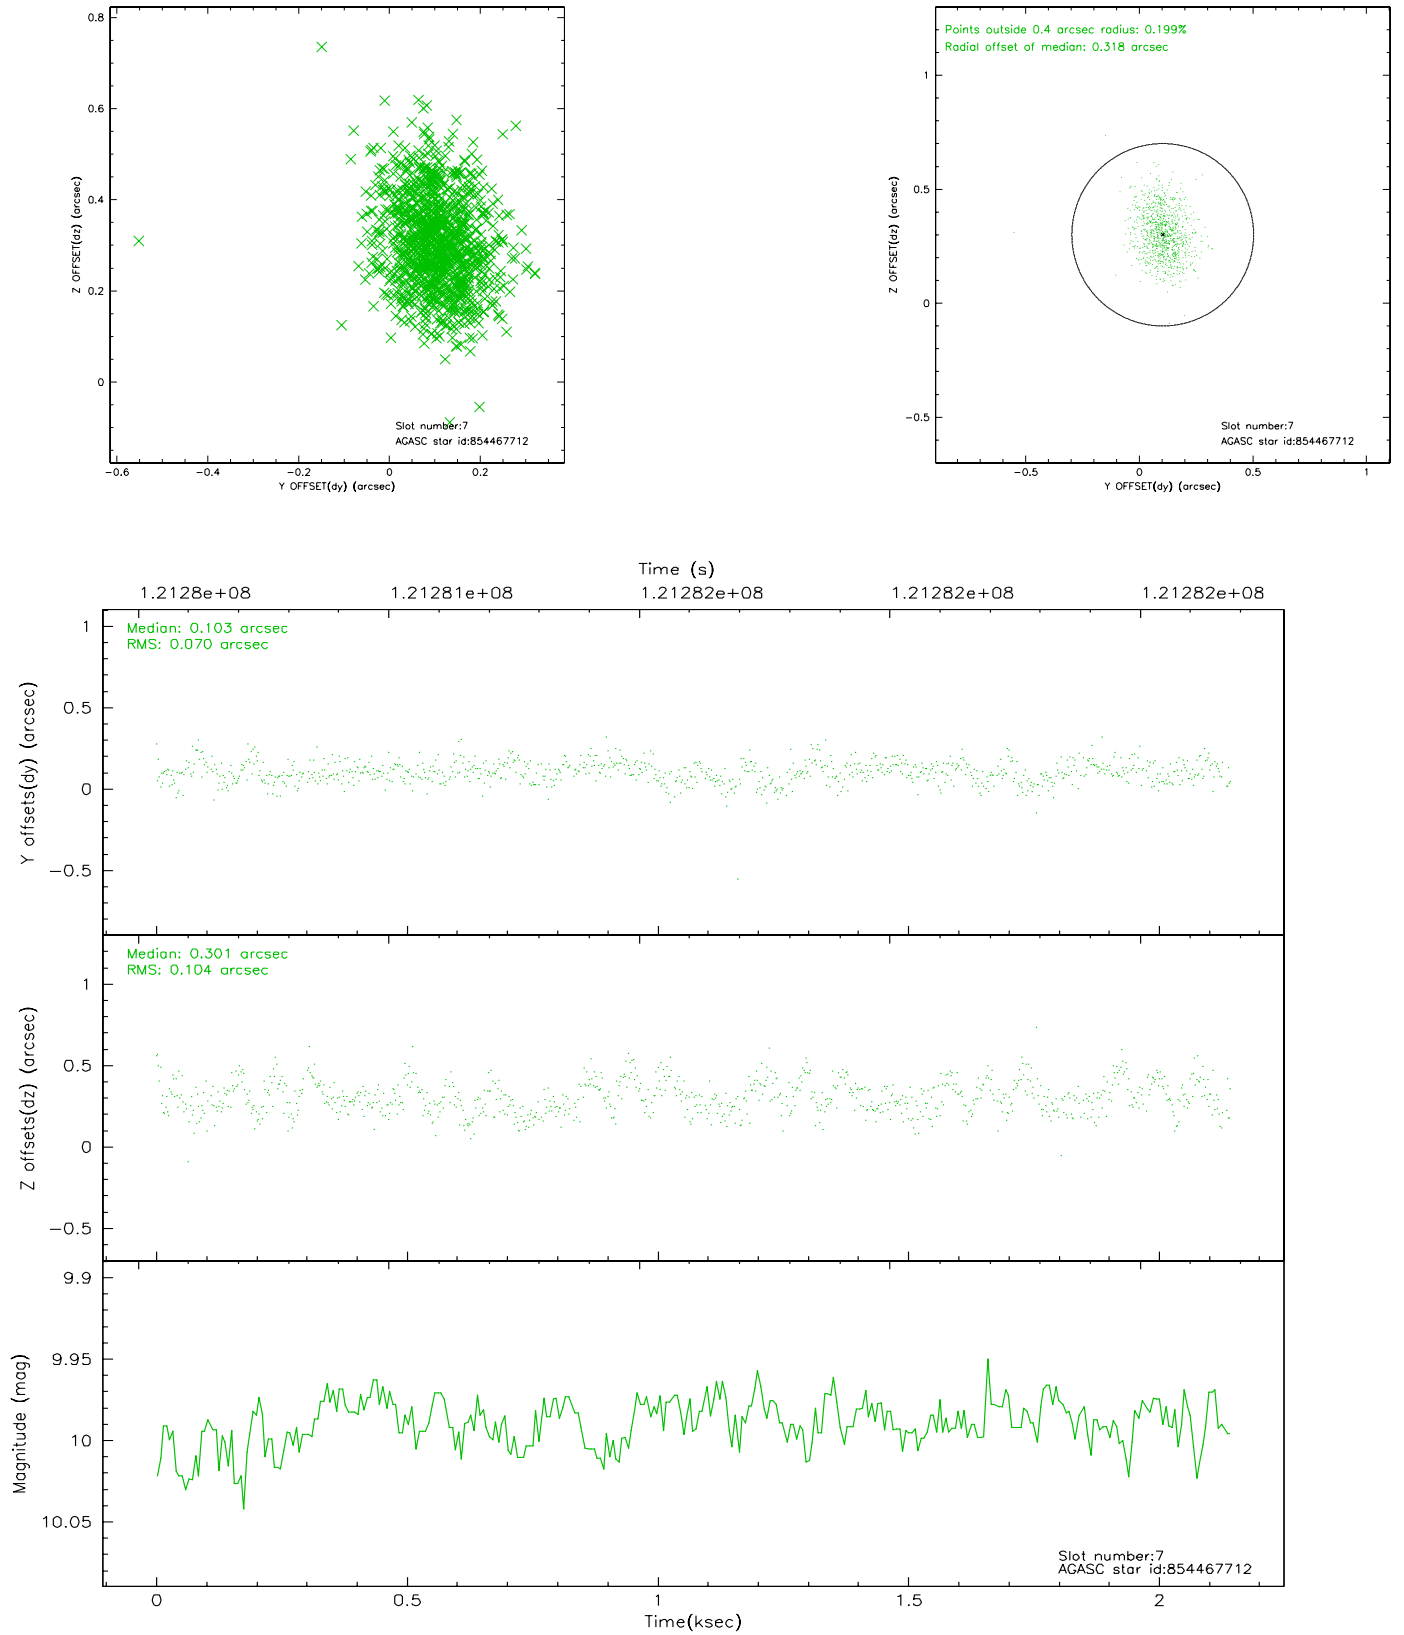 0.8
0.6
0.4
0.2
0
Z OFFSET(dz) (arcsec)
−0.6 −0.4 −0.2 0 0.2
Y OFFSET(dy) (arcsec)
Slot number:7
AGASC star id:854467712
Points outside 0.4 arcsec radius: 0.199%
Radial offset of median: 0.318 arcsec
1
0.5
0
−0.5
Z OFFSET(dz) (arcsec)
−0.5 0 0.5 1
Y OFFSET(dy) (arcsec)
Slot number:7
AGASC star id:854467712
Time (s)
1.2128e+08 1.21281e+08 1.21282e+08 1.21282e+08 1.21282e+08
Median: 0.103 arcsec
RMS: 0.070 arcsec
1
0.5
0
−0.5
Y offsets(dy) (arcsec)
Median: 0.301 arcsec
RMS: 0.104 arcsec
1
0.5
0
−0.5
Z offsets(dz) (arcsec)
9.9
9.95
10
10.05
Magnitude (mag)
Slot number:7
AGASC star id:854467712
0 0.5 1 1.5 2
Time(ksec)